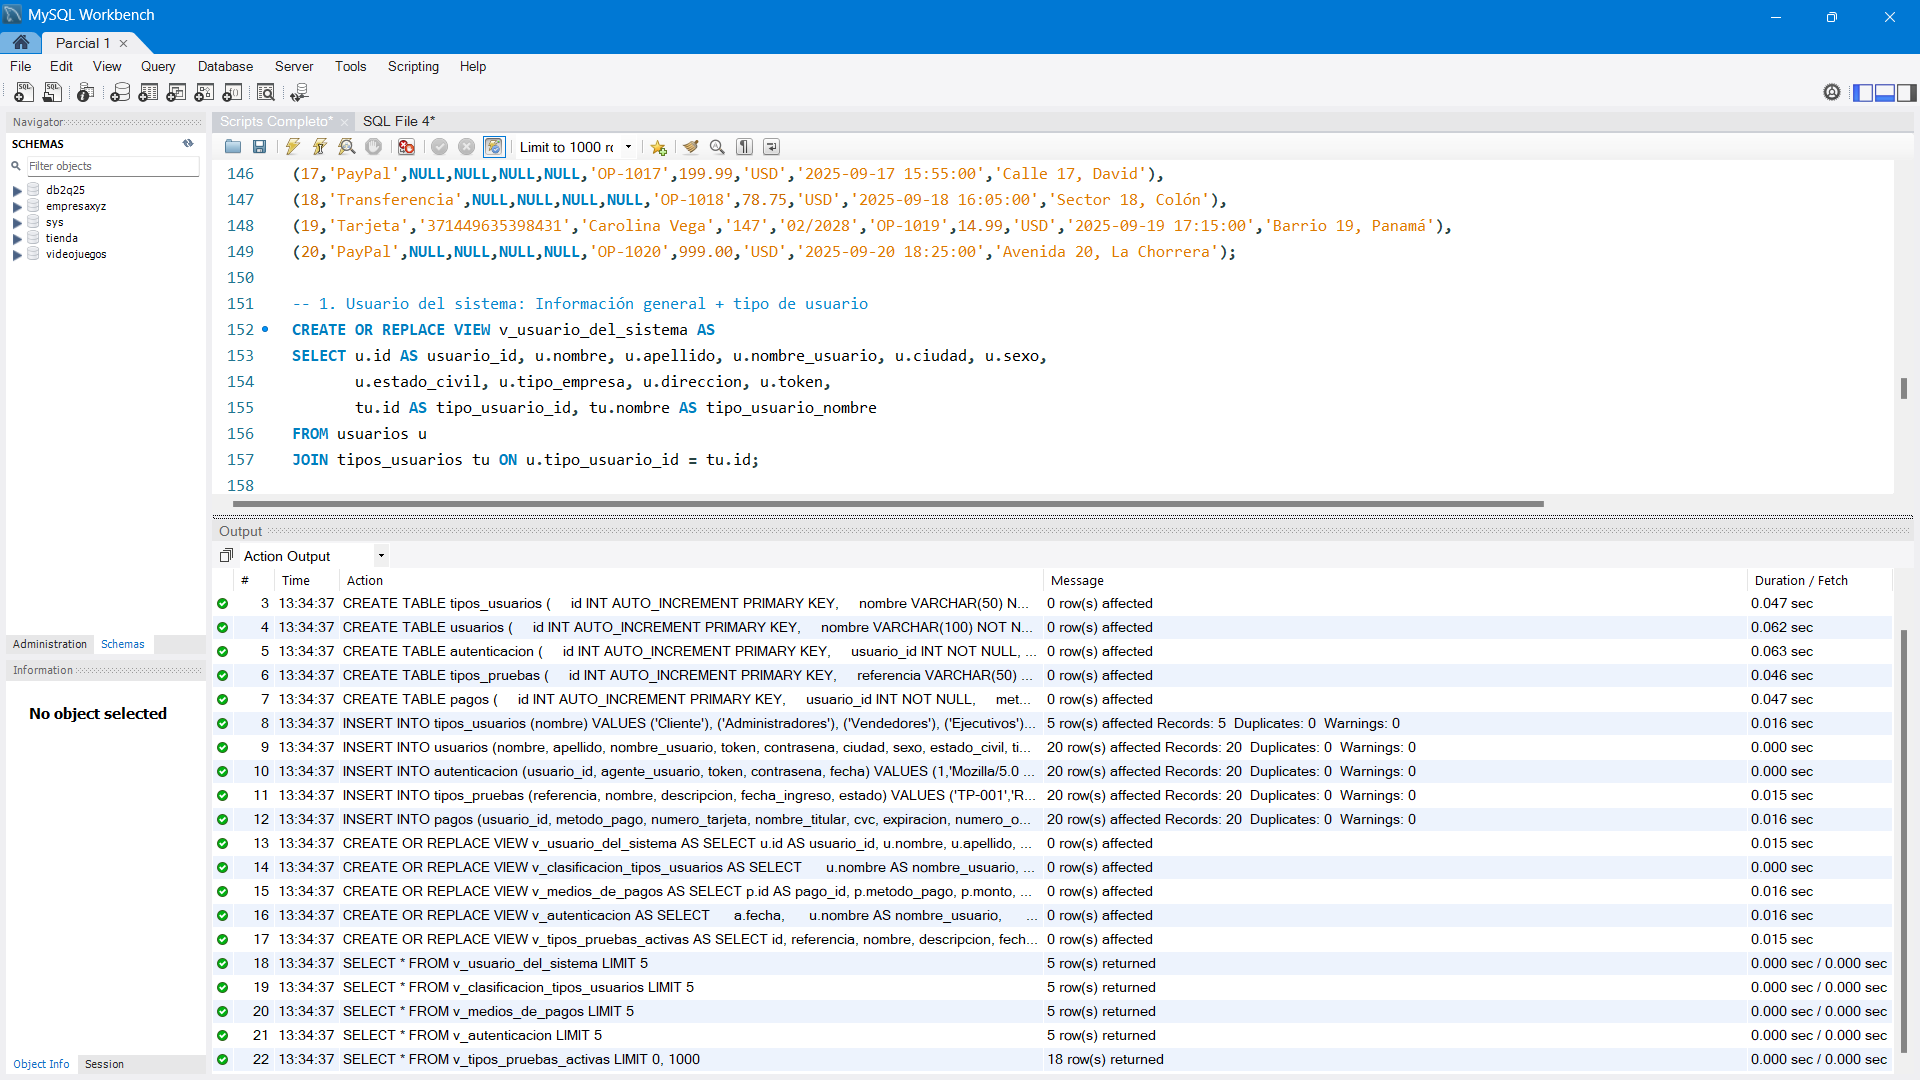 MySQL Workbench
Parcial 1
File Edit View Query Database Server Tools Scripting Help
Navigator
SCHEMAS
Filter objects
db2q25
empresaxyz
sys
tienda
videojuegos
Administration Schemas
Information
No object selected
Object Info Session
Scripts Completo* SQL File 4*
Limit to 1000 rc
146 (17,'PayPal',NULL,NULL,NULL,NULL,'OP-1017',199.99,'USD','2025-09-17 15:55:00','Calle 17, David'),
147 (18,'Transferencia',NULL,NULL,NULL,NULL,'OP-1018',78.75,'USD','2025-09-18 16:05:00','Sector 18, Colón'),
148 (19,'Tarjeta','371449635398431','Carolina Vega','147','02/2028','OP-1019',14.99,'USD','2025-09-19 17:15:00','Barrio 19, Panamá'),
149 (20,'PayPal',NULL,NULL,NULL,NULL,'OP-1020',999.00,'USD','2025-09-20 18:25:00','Avenida 20, La Chorrera');
150
151 -- 1. Usuario del sistema: Información general + tipo de usuario
152 CREATE OR REPLACE VIEW v_usuario_del_sistema AS
153 SELECT u.id AS usuario_id, u.nombre, u.apellido, u.nombre_usuario, u.ciudad, u.sexo,
154 u.estado_civil, u.tipo_empresa, u.direccion, u.token,
155 tu.id AS tipo_usuario_id, tu.nombre AS tipo_usuario_nombre
156 FROM usuarios u
157 JOIN tipos_usuarios tu ON u.tipo_usuario_id = tu.id;
158
Output
Action Output
# Time Action Message Duration / Fetch
3 13:34:37 CREATE TABLE tipos_usuarios ( id INT AUTO_INCREMENT PRIMARY KEY, nombre VARCHAR(50) N... 0 row(s) affected 0.047 sec
4 13:34:37 CREATE TABLE usuarios ( id INT AUTO_INCREMENT PRIMARY KEY, nombre VARCHAR(100) NOT N... 0 row(s) affected 0.062 sec
5 13:34:37 CREATE TABLE autenticacion ( id INT AUTO_INCREMENT PRIMARY KEY, usuario_id INT NOT NULL, ... 0 row(s) affected 0.063 sec
6 13:34:37 CREATE TABLE tipos_pruebas ( id INT AUTO_INCREMENT PRIMARY KEY, referencia VARCHAR(50) ... 0 row(s) affected 0.046 sec
7 13:34:37 CREATE TABLE pagos ( id INT AUTO_INCREMENT PRIMARY KEY, usuario_id INT NOT NULL, met... 0 row(s) affected 0.047 sec
8 13:34:37 INSERT INTO tipos_usuarios (nombre) VALUES ('Cliente'), ('Administradores'), ('Vendedores'), ('Ejecutivos')... 5 row(s) affected Records: 5 Duplicates: 0 Warnings: 0 0.016 sec
9 13:34:37 INSERT INTO usuarios (nombre, apellido, nombre_usuario, token, contrasena, ciudad, sexo, estado_civil, ti... 20 row(s) affected Records: 20 Duplicates: 0 Warnings: 0 0.000 sec
10 13:34:37 INSERT INTO autenticacion (usuario_id, agente_usuario, token, contrasena, fecha) VALUES (1,'Mozilla/5.0 ... 20 row(s) affected Records: 20 Duplicates: 0 Warnings: 0 0.000 sec
11 13:34:37 INSERT INTO tipos_pruebas (referencia, nombre, descripcion, fecha_ingreso, estado) VALUES ('TP-001','R... 20 row(s) affected Records: 20 Duplicates: 0 Warnings: 0 0.015 sec
12 13:34:37 INSERT INTO pagos (usuario_id, metodo_pago, numero_tarjeta, nombre_titular, cvc, expiracion, numero_o... 20 row(s) affected Records: 20 Duplicates: 0 Warnings: 0 0.016 sec
13 13:34:37 CREATE OR REPLACE VIEW v_usuario_del_sistema AS SELECT u.id AS usuario_id, u.nombre, u.apellido, ... 0 row(s) affected 0.015 sec
14 13:34:37 CREATE OR REPLACE VIEW v_clasificacion_tipos_usuarios AS SELECT u.nombre AS nombre_usuario, ... 0 row(s) affected 0.000 sec
15 13:34:37 CREATE OR REPLACE VIEW v_medios_de_pagos AS SELECT p.id AS pago_id, p.metodo_pago, p.monto, ... 0 row(s) affected 0.016 sec
16 13:34:37 CREATE OR REPLACE VIEW v_autenticacion AS SELECT a.fecha, u.nombre AS nombre_usuario, ... 0 row(s) affected 0.016 sec
17 13:34:37 CREATE OR REPLACE VIEW v_tipos_pruebas_activas AS SELECT id, referencia, nombre, descripcion, fech... 0 row(s) affected 0.015 sec
18 13:34:37 SELECT * FROM v_usuario_del_sistema LIMIT 5 5 row(s) returned 0.000 sec / 0.000 sec
19 13:34:37 SELECT * FROM v_clasificacion_tipos_usuarios LIMIT 5 5 row(s) returned 0.000 sec / 0.000 sec
20 13:34:37 SELECT * FROM v_medios_de_pagos LIMIT 5 5 row(s) returned 0.000 sec / 0.000 sec
21 13:34:37 SELECT * FROM v_autenticacion LIMIT 5 5 row(s) returned 0.000 sec / 0.000 sec
22 13:34:37 SELECT * FROM v_tipos_pruebas_activas LIMIT 0, 1000 18 row(s) returned 0.000 sec / 0.000 sec